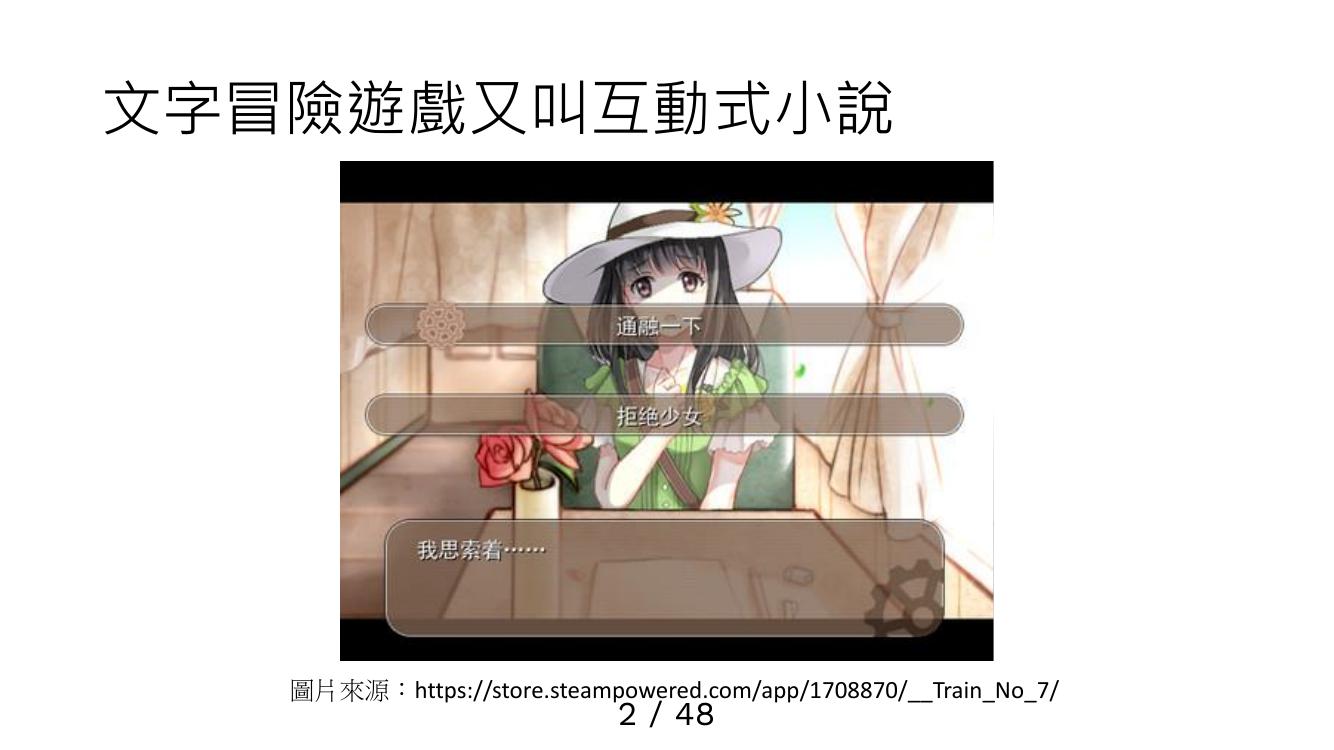 文字冒險遊戲又叫互動式小說
通融一下
拒绝少女
我思索着……
圖片來源：https://store.steampowered.com/app/1708870/__Train_No_7/
2 / 48